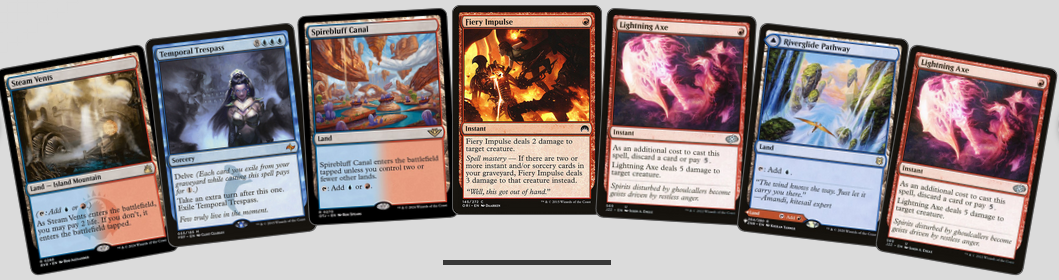 Steam Vents
Land — Island Mountain
: Add or .
As Steam Vents enters the battlefield,
you may pay 2 life. If you don't, it
enters the battlefield tapped.
Temporal Trespass
Sorcery
Delve (Each card you exile from your
graveyard while casting this spell pays
for 1.)
Take an extra turn after this one.
Exile Temporal Trespass.
Few truly live in the moment.
Spirebluff Canal
Land
Spirebluff Canal enters the battlefield
tapped unless you control two or
fewer other lands.
: Add or .
Fiery Impulse
Instant
Fiery Impulse deals 2 damage to
target creature.
Spell mastery — If there are two or
more instant and/or sorcery cards in
your graveyard, Fiery Impulse deals
3 damage to that creature instead.
"Well, this got out of hand."
Lightning Axe
Instant
As an additional cost to cast this
spell, discard a card or pay 5.
Lightning Axe deals 5 damage to
target creature.
Spirits disturbed by ghoulcallers become
geists driven by restless anger.
Riverglide Pathway
Land
: Add .
"The wind knows the way. Just let it
carry you there."
—Amandi, kitesail expert
Land
Add
Lightning Axe
Instant
As an additional cost to cast this
spell, discard a card or pay 5.
Lightning Axe deals 5 damage to
target creature.
Spirits disturbed by ghoulcallers become
geists driven by restless anger.